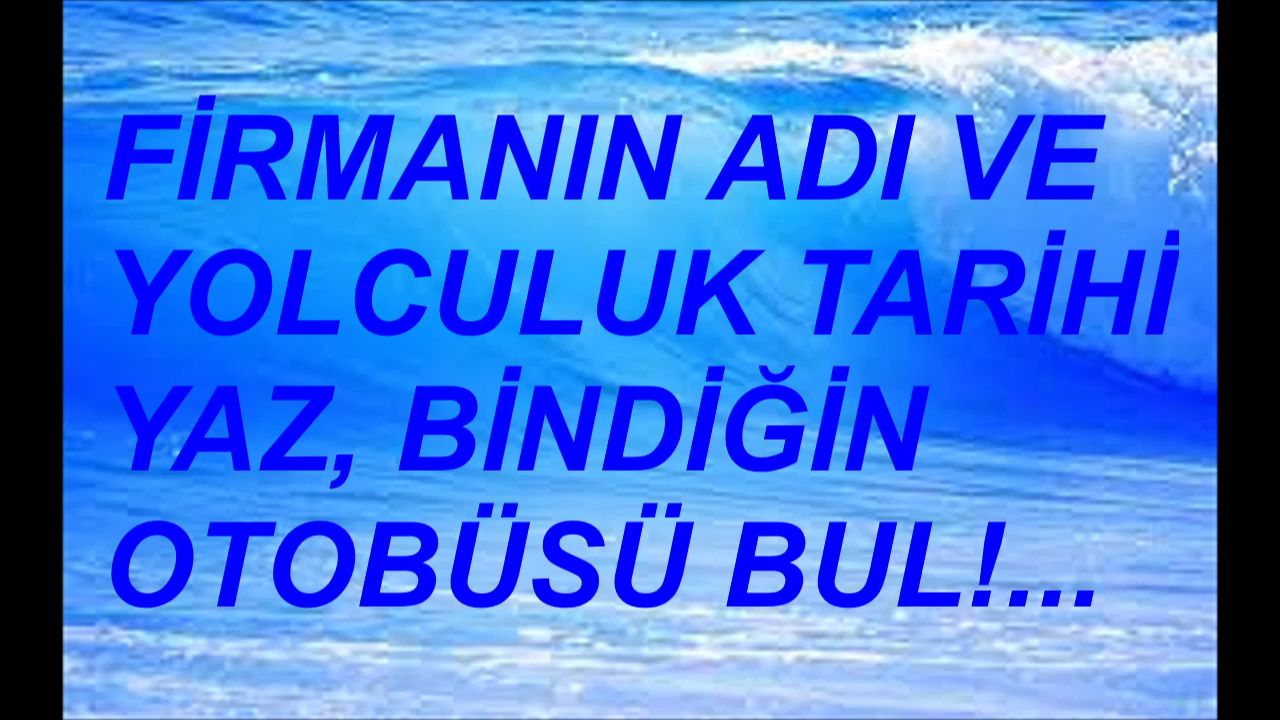 FİRMANIN ADI VE
YOLCULUK TARİHİ
YAZ, BİNDİĞİN
OTOBÜSÜ BUL!...